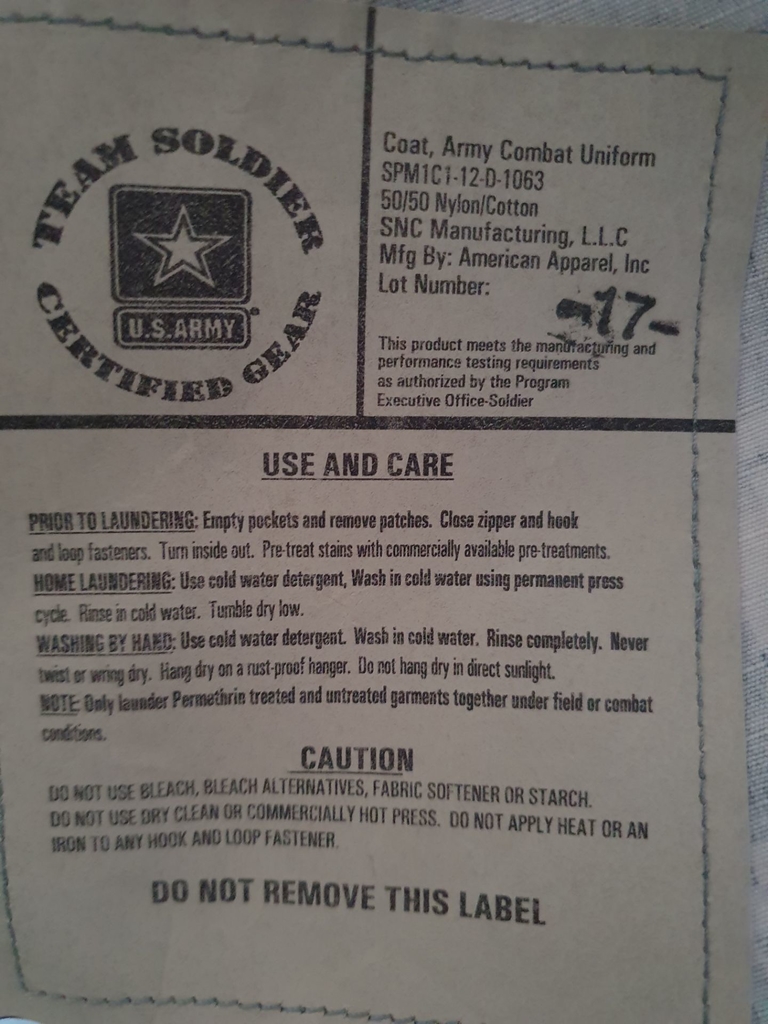 TEAM SOLDIER
U.S.ARMY
CERTIFIED GEAR
Coat, Army Combat Uniform
SPM1C1-12-D-1063
50/50 Nylon/Cotton
SNC Manufacturing, L.L.C
Mfg By: American Apparel, Inc
Lot Number:
-17-
This product meets the manufacturing and
performance testing requirements
as authorized by the Program
Executive Office-Soldier
USE AND CARE
PRIOR TO LAUNDERING: Empty pockets and remove patches. Close zipper and hook
and loop fasteners. Turn inside out. Pre-treat stains with commercially available pre-treatments.
HOME LAUNDERING: Use cold water detergent, Wash in cold water using permanent press
cycle. Rinse in cold water. Tumble dry low.
WASHING BY HAND: Use cold water detergent. Wash in cold water. Rinse completely. Never
twist or wring dry. Hang dry on a rust-proof hanger. Do not hang dry in direct sunlight.
NOTE: Only launder Permethrin treated and untreated garments together under field or combat
conditions.
CAUTION
DO NOT USE BLEACH, BLEACH ALTERNATIVES, FABRIC SOFTENER OR STARCH.
DO NOT USE DRY CLEAN OR COMMERCIALLY HOT PRESS. DO NOT APPLY HEAT OR AN
IRON TO ANY HOOK AND LOOP FASTENER.
DO NOT REMOVE THIS LABEL